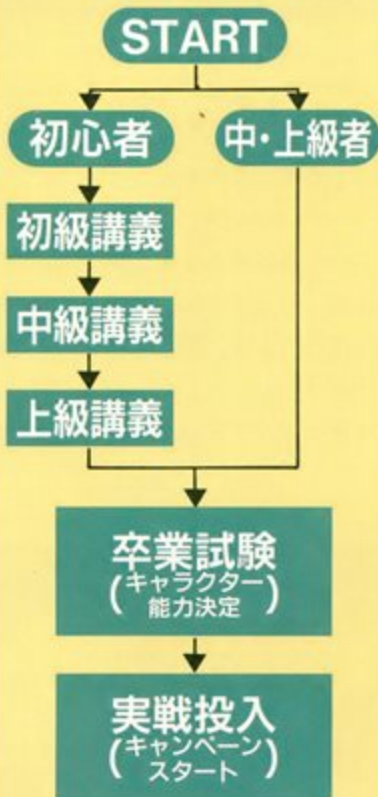 START
初心者
中・上級者
初級講義
中級講義
上級講義
卒業試験
(キャラクター
能力決定)
実戦投入
(キャンペーン
スタート)